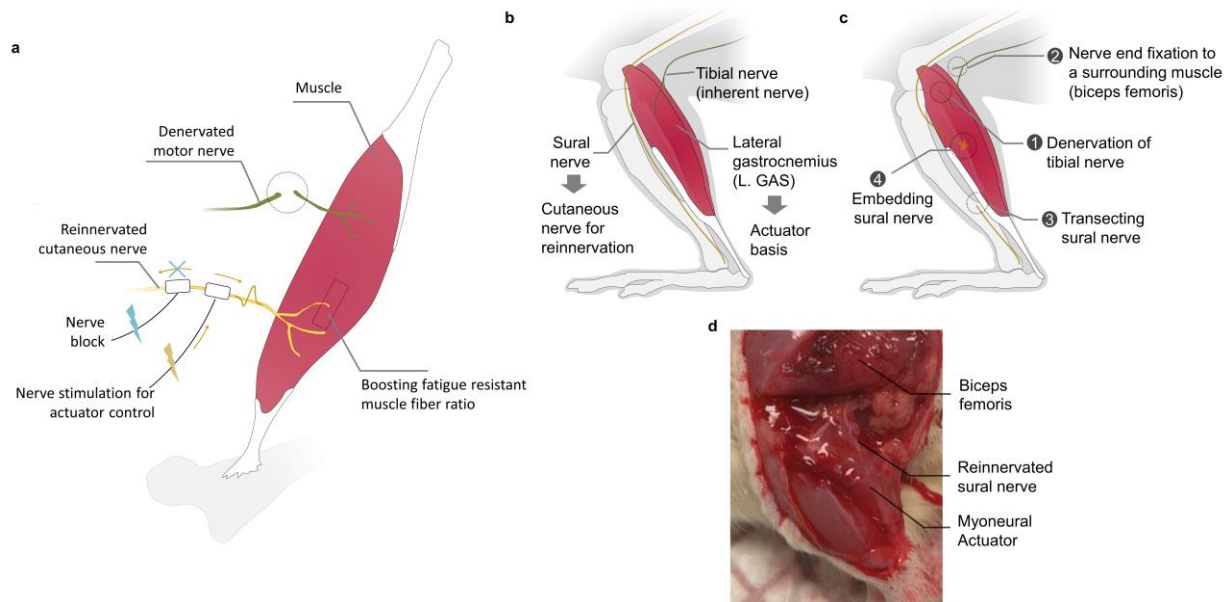 a
Muscle
Denervated
motor nerve
Reinnervated
cutaneous nerve
Nerve
block
Nerve stimulation for
actuator control
Boosting fatigue resistant
muscle fiber ratio
b
Tibial nerve
(inherent nerve)
Sural
nerve
Cutaneous
nerve for
reinnervation
Lateral
gastrocnemius
(L. GAS)
Actuator
basis
c
2 Nerve end fixation to
a surrounding muscle
(biceps femoris)
1 Denervation of
tibial nerve
4
Embedding
sural nerve
3 Transecting
sural nerve
d
Biceps
femoris
Reinnervated
sural nerve
Myoneural
Actuator